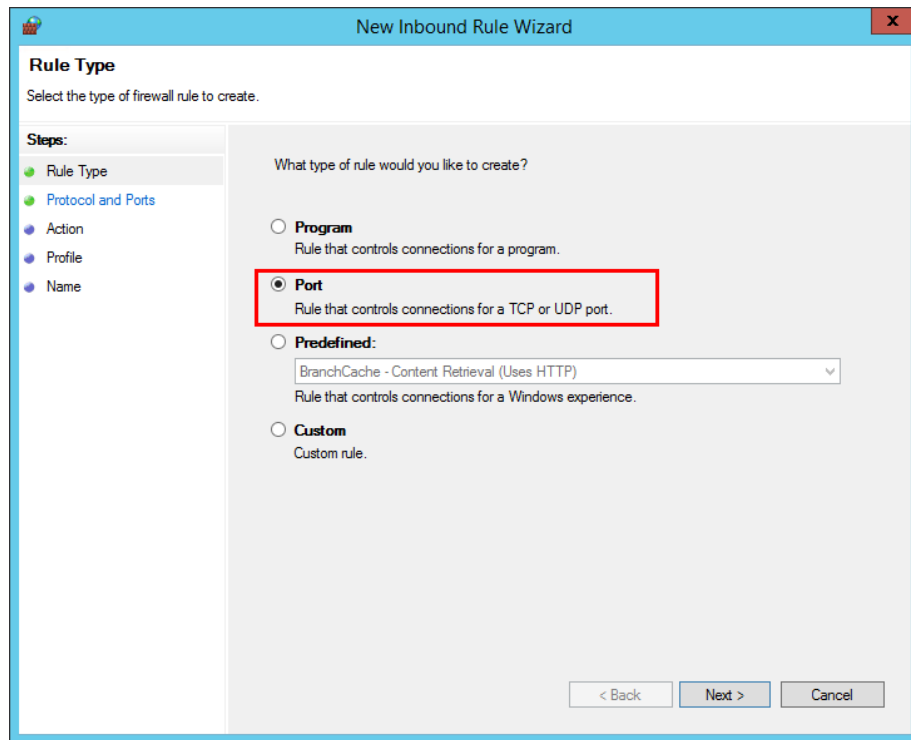 New Inbound Rule Wizard
x
Rule Type
Select the type of firewall rule to create.
Steps:
Rule Type
Protocol and Ports
Action
Profile
Name
What type of rule would you like to create?
Program
Rule that controls connections for a program.
Port
Rule that controls connections for a TCP or UDP port.
Predefined:
BranchCache - Content Retrieval (Uses HTTP)
Rule that controls connections for a Windows experience.
Custom
Custom rule.
< Back
Next >
Cancel